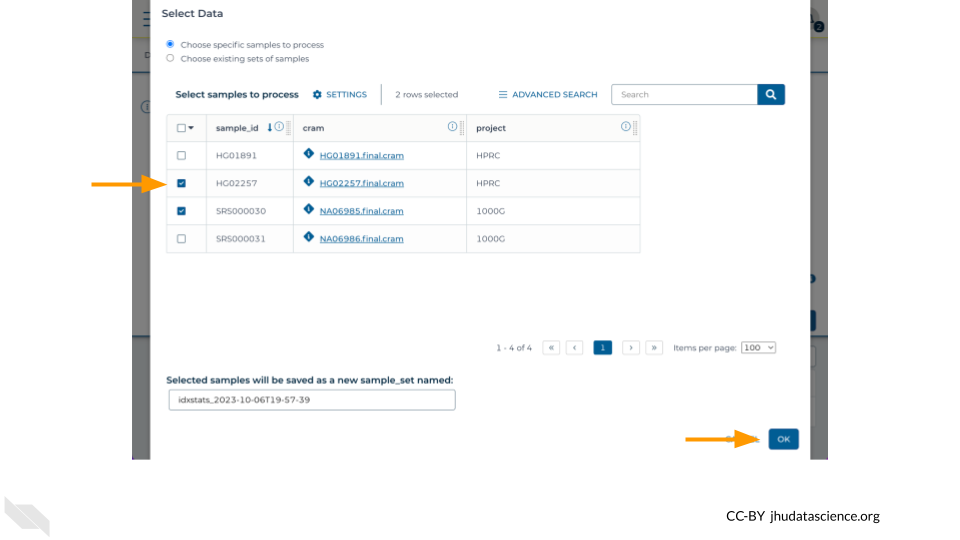 Select Data
Choose specific samples to process
Choose existing sets of samples
Select samples to process SETTINGS 2 rows selected ADVANCED SEARCH Search
sample_id cram project
HG01891 HG01891.final.cram HPRC
HG02257 HG02257.final.cram HPRC
SRS000030 NA06985.final.cram 1000G
SRS000031 NA06986.final.cram 1000G
1 - 4 of 4 « ‹ 1 › » Items per page: 100
Selected samples will be saved as a new sample_set named:
idxstats_2023-10-06T19-57-39
OK
CC-BY jhudatascience.org